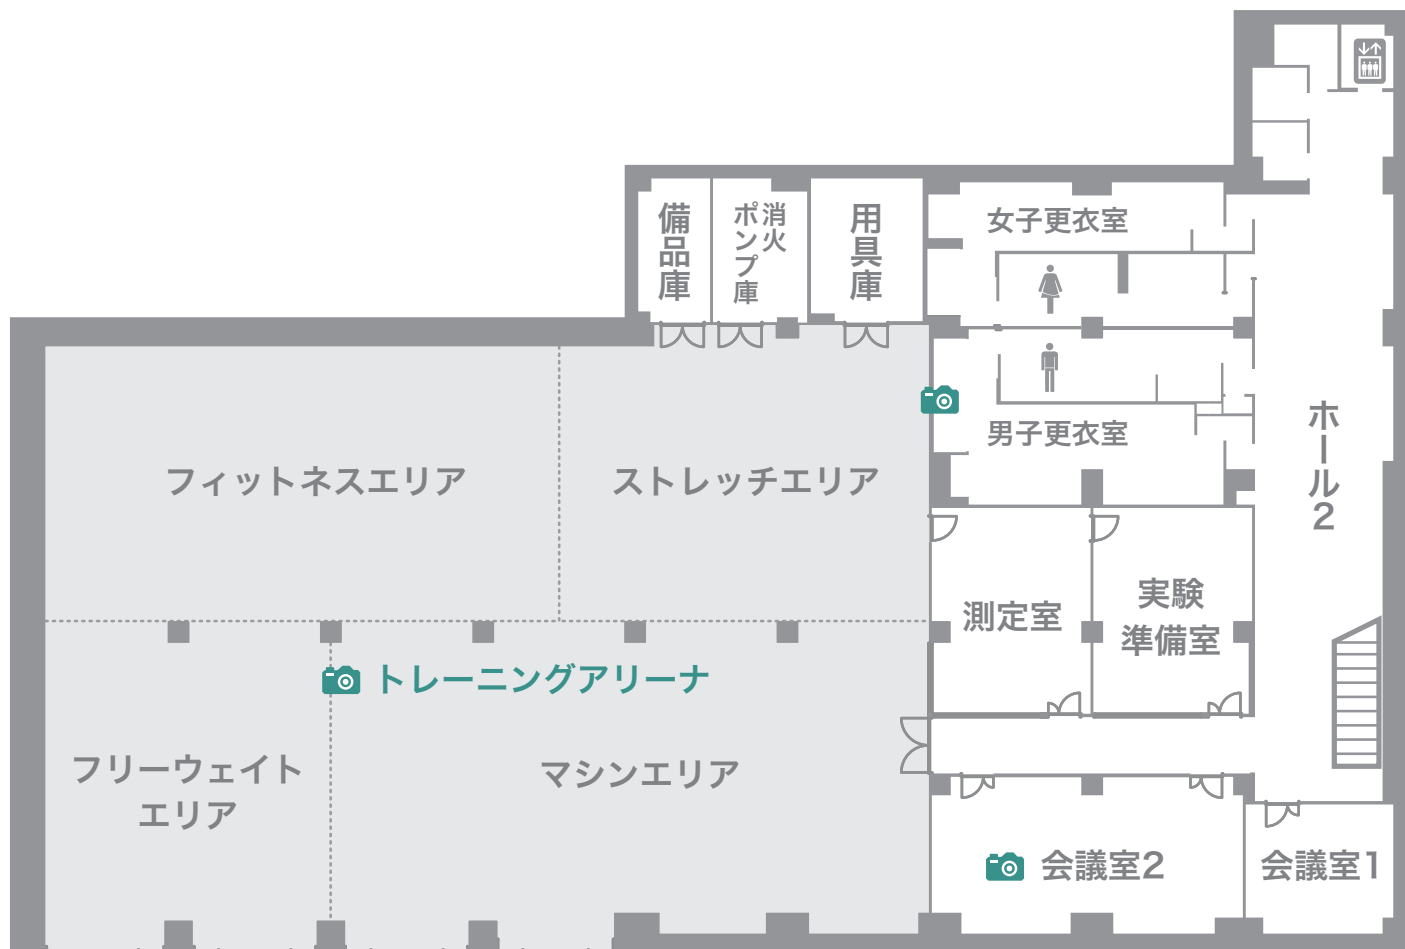 備品庫
消火
ポンプ庫
用具庫
女子更衣室
男子更衣室
ホール2
フィットネスエリア
ストレッチエリア
測定室
実験
準備室
トレーニングアリーナ
フリーウェイト
エリア
マシンエリア
会議室2
会議室1